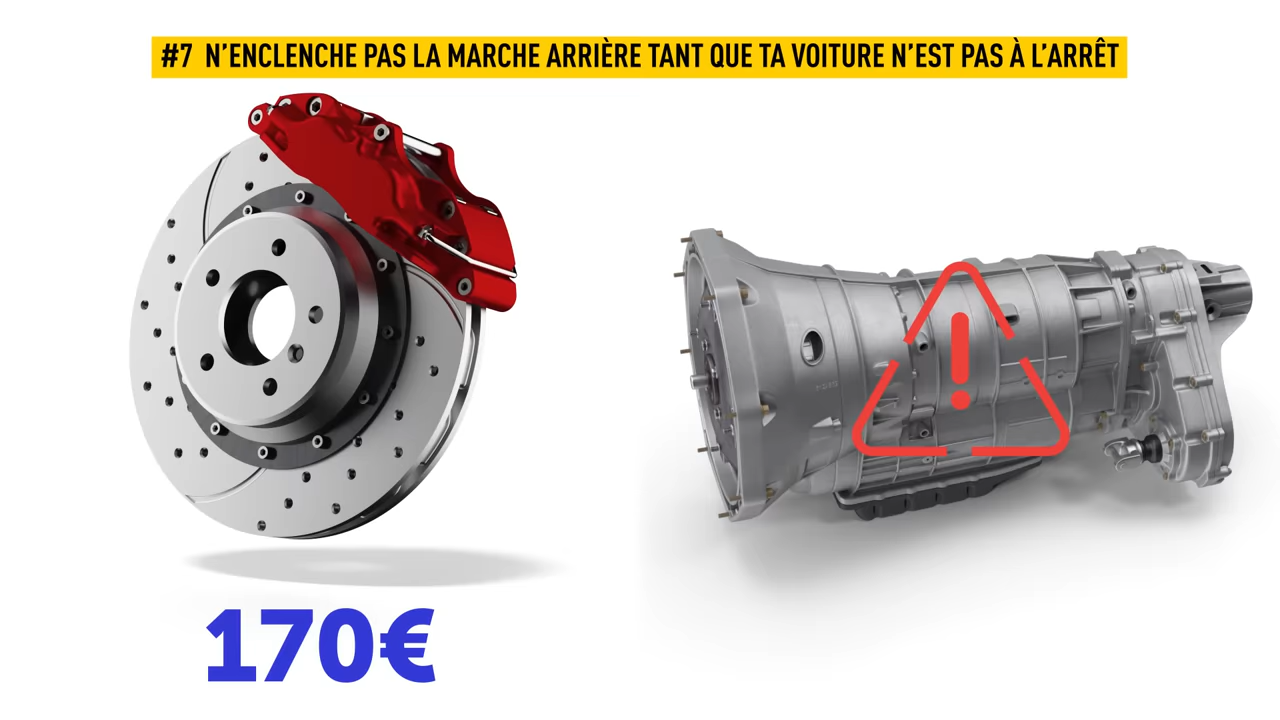 #7 N'ENCLENCHE PAS LA MARCHE ARRIÈRE TANT QUE TA VOITURE N'EST PAS À L'ARRÊT
170€